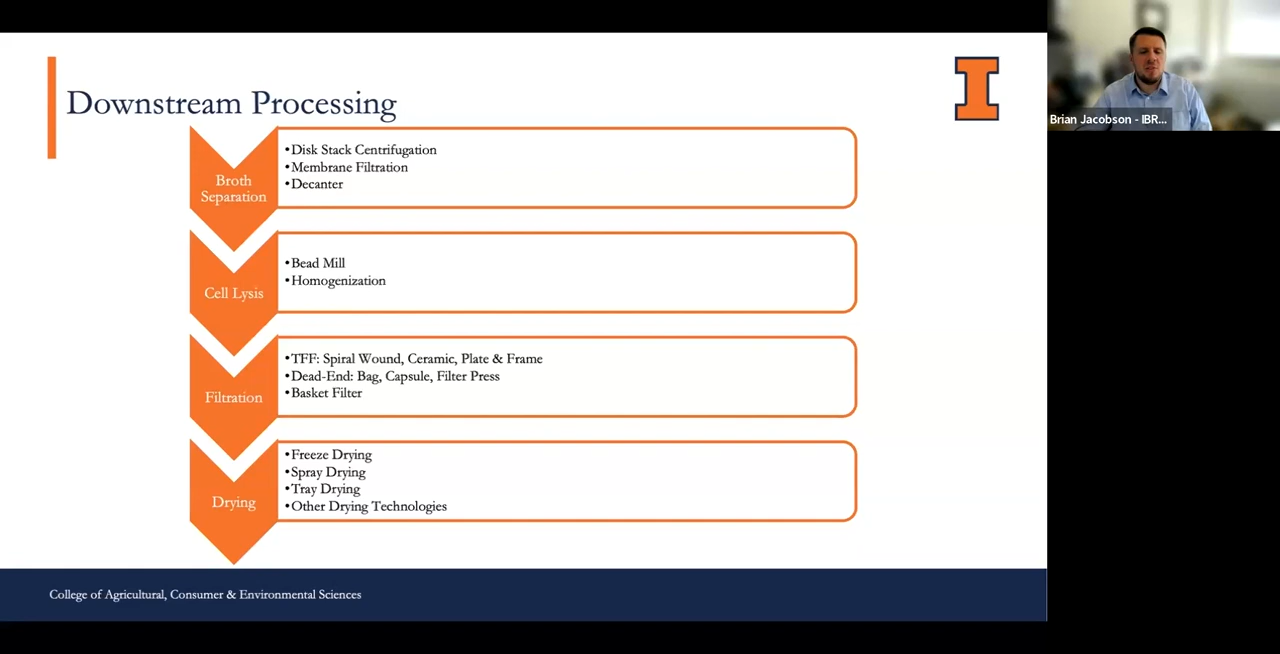 Downstream Processing
Broth
Separation
•Disk Stack Centrifugation
•Membrane Filtration
•Decanter
Cell Lysis
•Bead Mill
•Homogenization
Filtration
•TFF: Spiral Wound, Ceramic, Plate & Frame
•Dead-End: Bag, Capsule, Filter Press
•Basket Filter
Drying
•Freeze Drying
•Spray Drying
•Tray Drying
•Other Drying Technologies
College of Agricultural, Consumer & Environmental Sciences
I
Brian Jacobson - IBR...